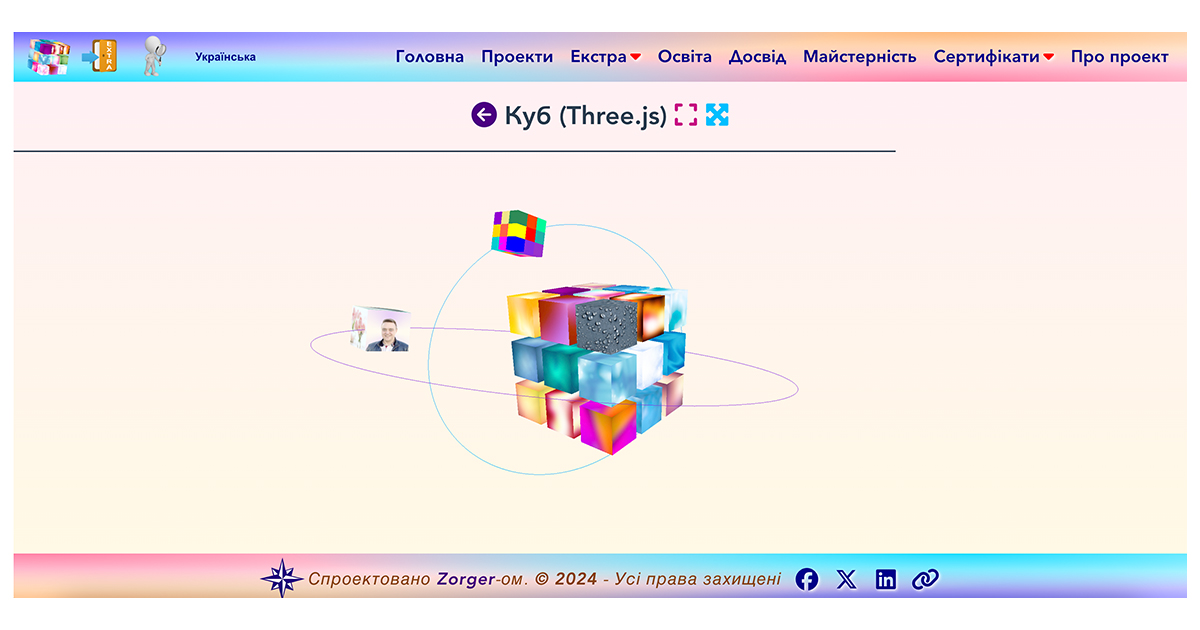 EXTRA
Українська
Головна Проекти Екстра Освіта Досвід Майстерність Сертифікати Про проект
Куб (Three.js)
Спроектовано Zorger-ом. © 2024 - Усі права захищені